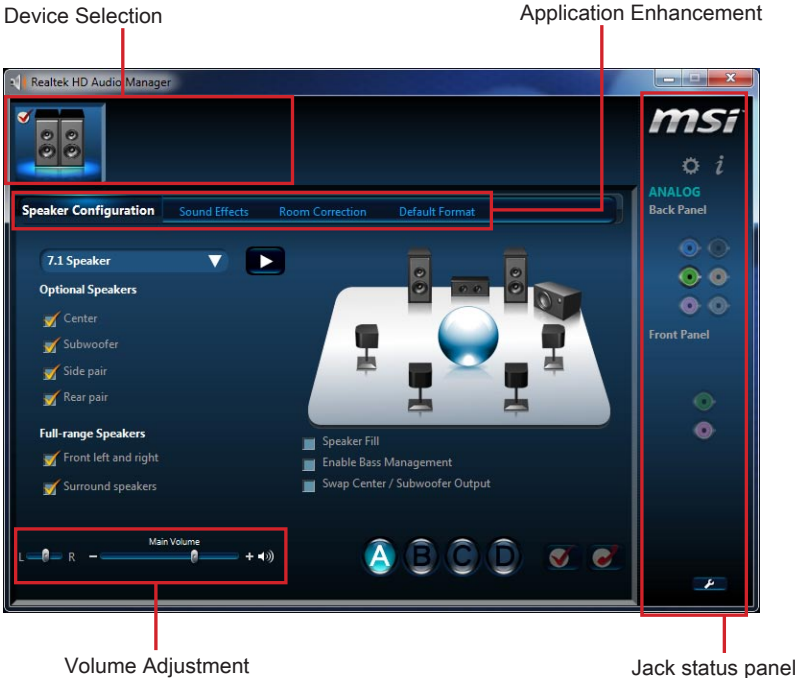 Device Selection
Application Enhancement
Realtek HD Audio Manager
msi
i
ANALOG
Back Panel
Speaker Configuration
Sound Effects
Room Correction
Default Format
7.1 Speaker
Optional Speakers
Center
Subwoofer
Side pair
Rear pair
Full-range Speakers
Front left and right
Surround speakers
Speaker Fill
Enable Bass Management
Swap Center / Subwoofer Output
Front Panel
Main Volume
L R - +
A B C D
Volume Adjustment
Jack status panel